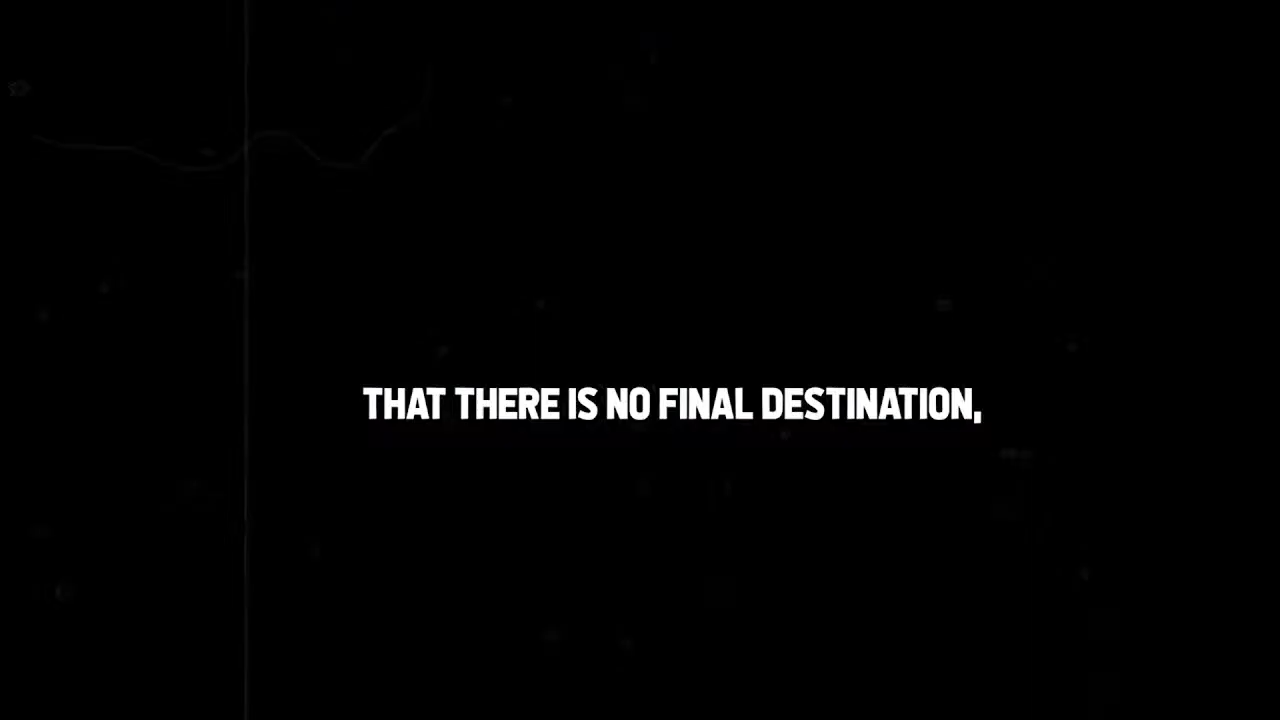 THAT THERE IS NO FINAL DESTINATION,